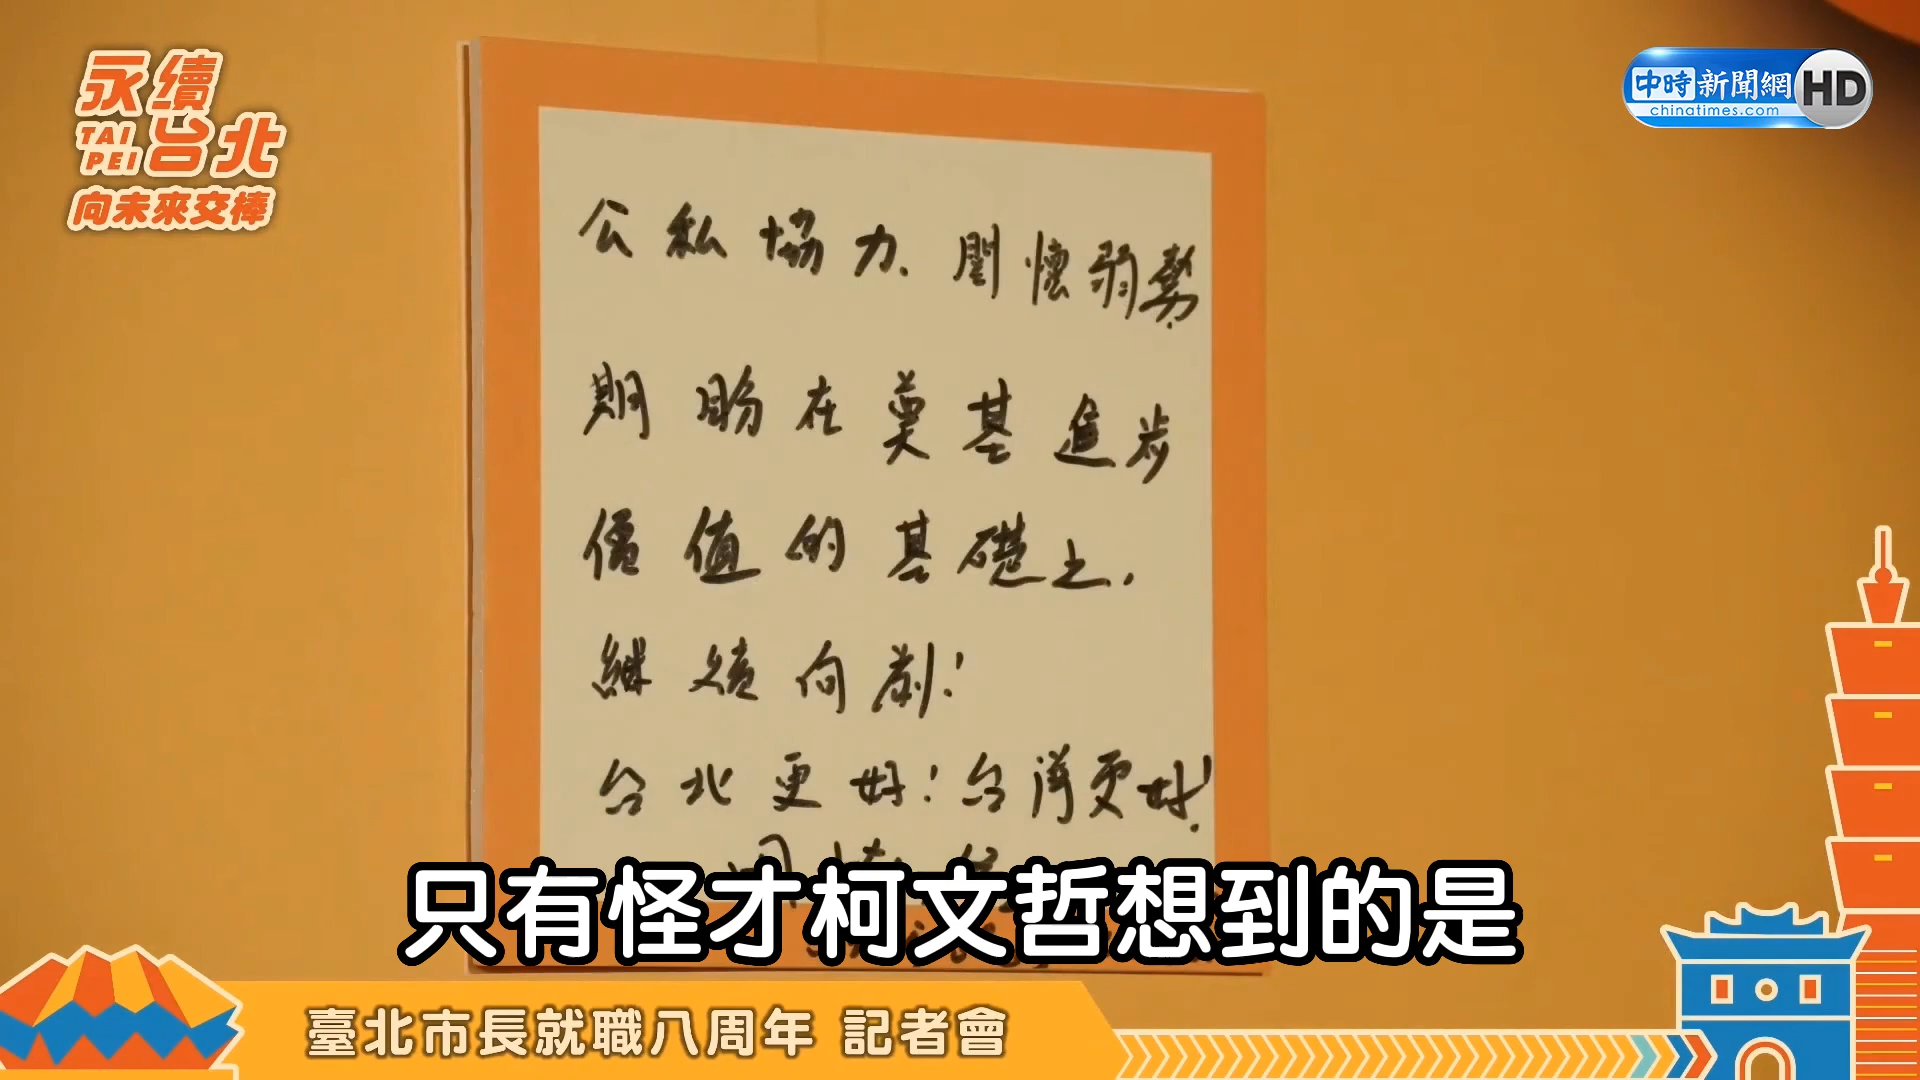 永續
TAI
PEI
台北
向未來交棒
中時新聞網 HD
chinatimes.com
公私協力、關懷弱勢
期盼在奠基進步
價值的基礎上,
繼續向前!
台北更好!台灣更好!
只有怪才柯文哲想到的是
臺北市長就職八周年 記者會